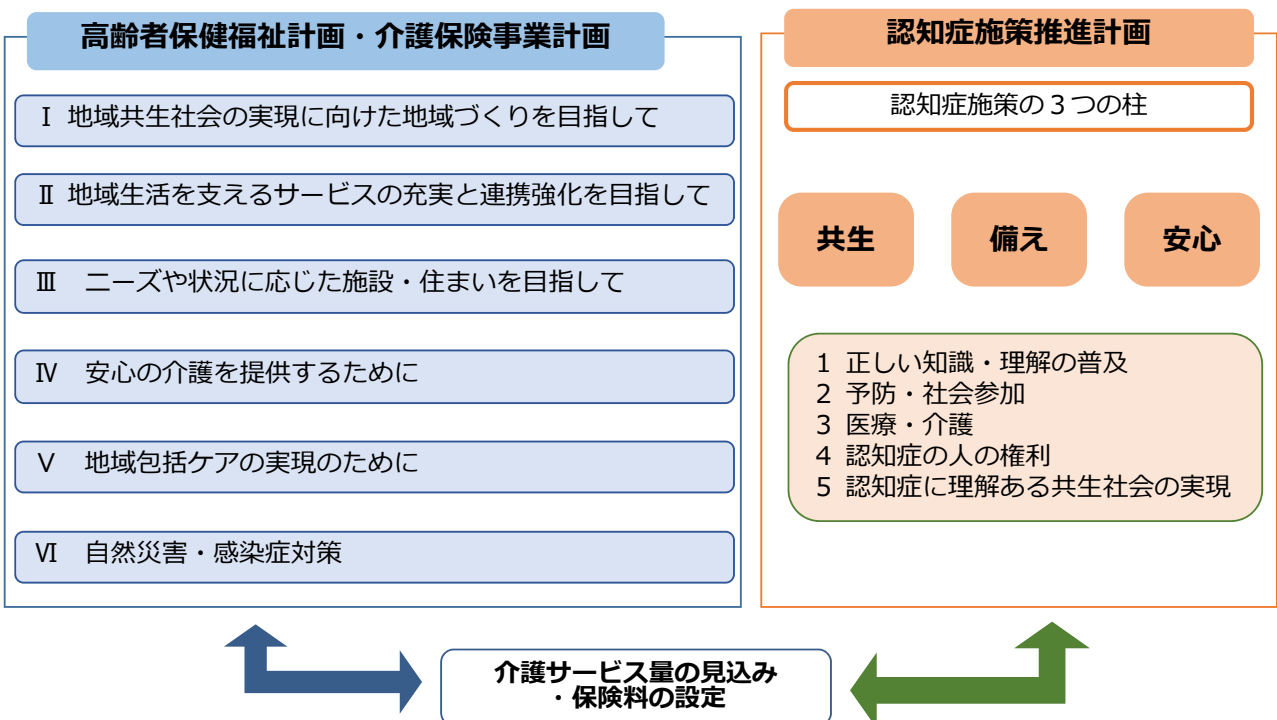 高齢者保健福祉計画・介護保険事業計画
Ⅰ 地域共生社会の実現に向けた地域づくりを目指して
Ⅱ 地域生活を支えるサービスの充実と連携強化を目指して
Ⅲ ニーズや状況に応じた施設・住まいを目指して
Ⅳ 安心の介護を提供するために
Ⅴ 地域包括ケアの実現のために
Ⅵ 自然災害・感染症対策
認知症施策推進計画
認知症施策の３つの柱
共生
備え
安心
1 正しい知識・理解の普及
2 予防・社会参加
3 医療・介護
4 認知症の人の権利
5 認知症に理解ある共生社会の実現
介護サービス量の見込み
・保険料の設定